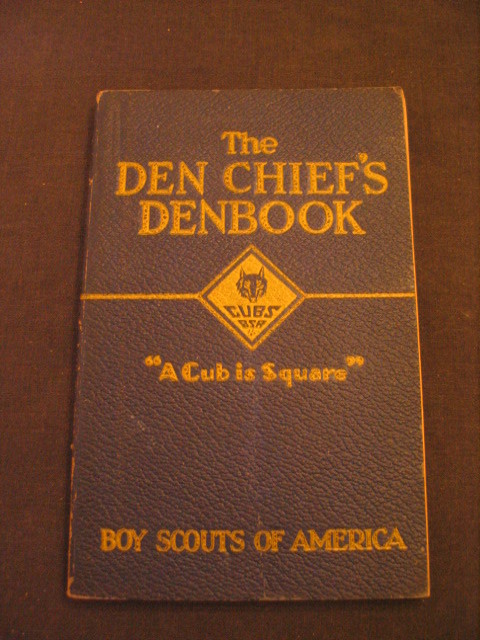 The
DEN CHIEF'S
DENBOOK
CUBS
BSA
"A Cub is Square"
BOY SCOUTS OF AMERICA